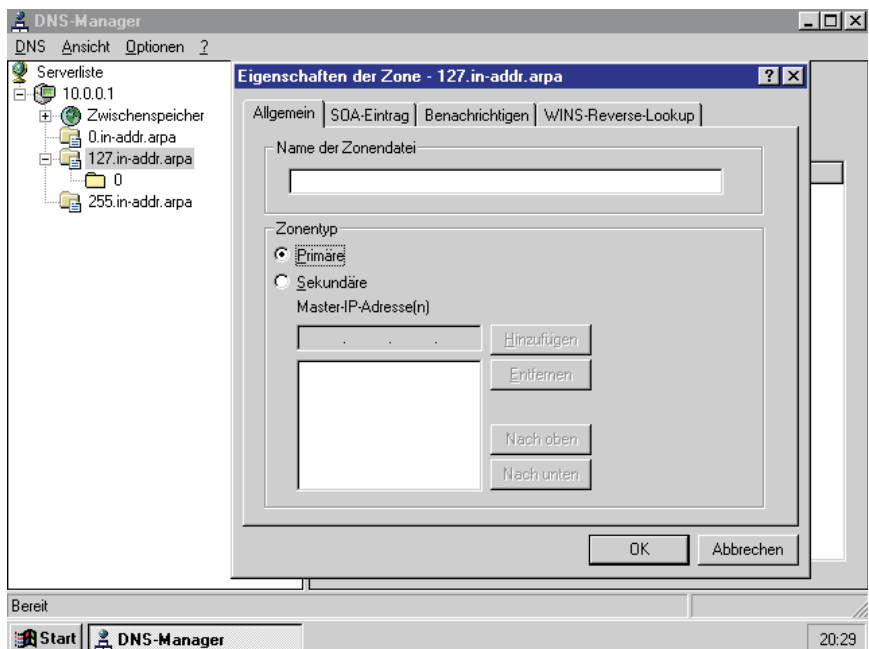 DNS-Manager
DNS Ansicht Optionen ?
Serverliste
10.0.0.1
Zwischenspeicher
0.in-addr.arpa
127.in-addr.arpa
0
255.in-addr.arpa
Eigenschaften der Zone - 127.in-addr.arpa
Allgemein SOA-Eintrag Benachrichtigen WINS-Reverse-Lookup
Name der Zonendatei
Zonentyp
Primäre
Sekundäre
Master-IP-Adresse(n)
. . .
Hinzufügen
Entfernen
Nach oben
Nach unten
OK Abbrechen
Bereit
Start DNS-Manager 20:29